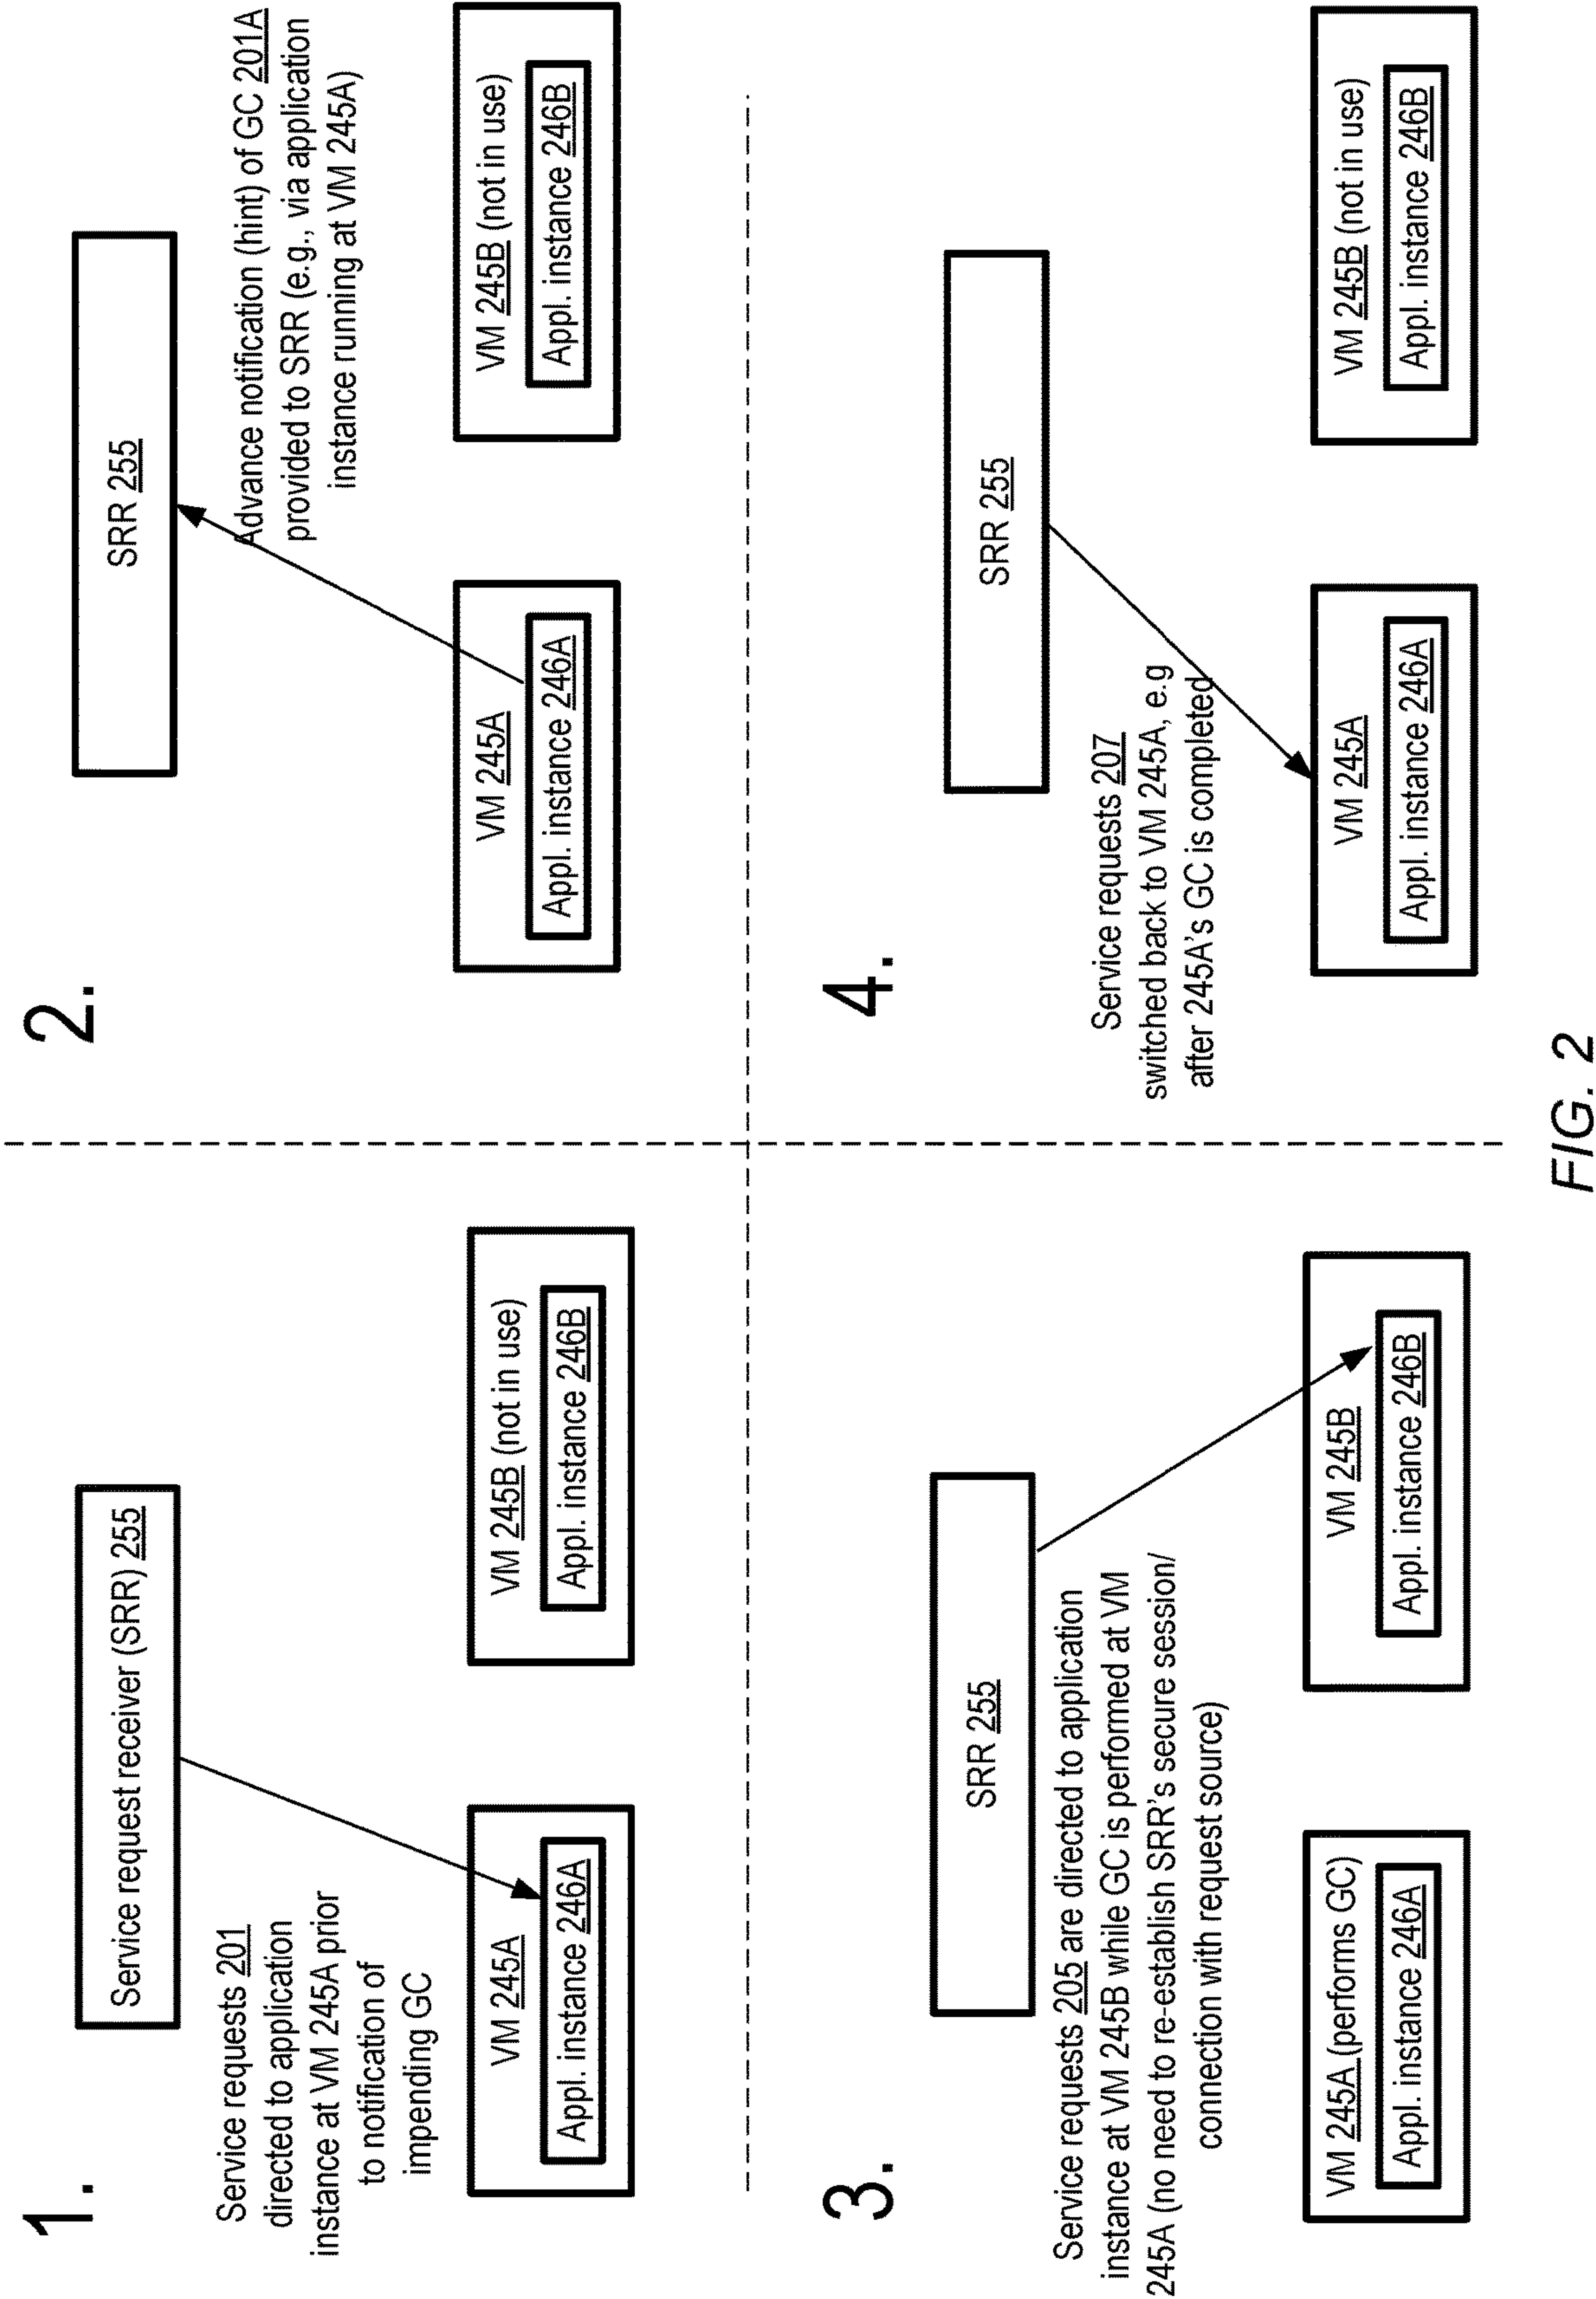 1.
Service request receiver (SRR) 255
Service requests 201
directed to application
instance at VM 245A prior
to notification of
impending GC
VM 245A
Appl. instance 246A
VM 245B (not in use)
Appl. instance 246B
2.
SRR 255
Advance notification (hint) of GC 201A
provided to SRR (e.g., via application
instance running at VM 245A)
VM 245A
Appl. instance 246A
VM 245B (not in use)
Appl. instance 246B
3.
SRR 255
Service requests 205 are directed to application
instance at VM 245B while GC is performed at VM
245A (no need to re-establish SRR's secure session/
connection with request source)
VM 245A (performs GC)
Appl. instance 246A
VM 245B
Appl. instance 246B
4.
SRR 255
Service requests 207
switched back to VM 245A, e.g
after 245A's GC is completed
VM 245A
Appl. instance 246A
VM 245B (not in use)
Appl. instance 246B
FIG. 2